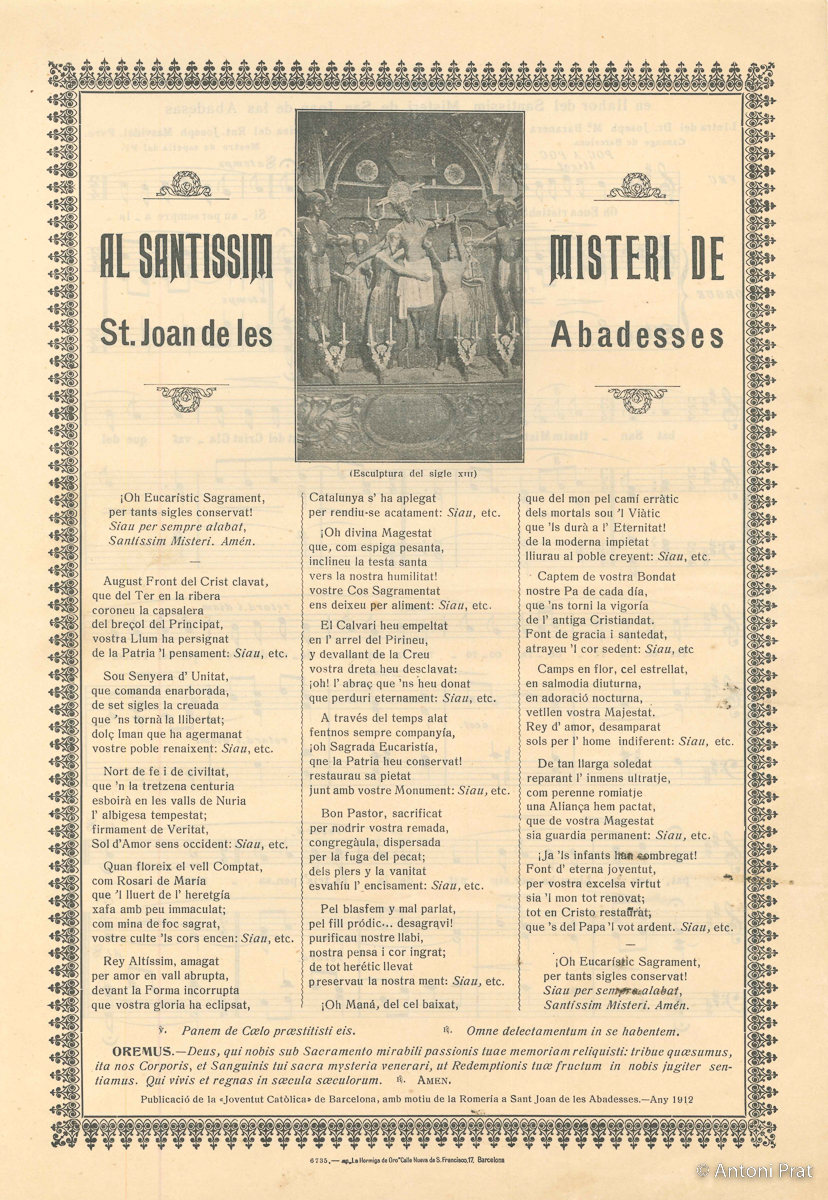 AL SANTISSIM MISTERI DE
St. Joan de les Abadesses
(Escultura del sigle XIII)
¡Oh Eucarístic Sagrament,
per tants sigles conservat!
Siau per sempre alabat,
Santíssim Misteri. Amén.
—
August Front del Crist clavat,
que del Ter en la ribera
coroneu la capsalera
del breçol del Principat,
vostra Llum ha persignat
de la Patria 'l pensament: Siau, etc.
Sou Senyera d' Unitat,
que comanda enarborada,
de set sigles la creuada
que 'ns tornà la llibertat;
dolç Iman que ha agermanat
vostre poble renaixent: Siau, etc.
Nort de fe i de civiltat,
que 'n la tretzena centuria
esboirà en les valls de Nuria
l' albigesa tempestat;
firmament de Veritat,
Sol d'Amor sens occident: Siau, etc.
Quan floreix el vell Comptat,
com Rosari de María
que 'l lluert de l' heretgía
xafa amb peu immaculat;
com mina de foc sagrat,
vostre culte 'ls cors encen: Siau, etc.
Rey Altíssim, amagat
per amor en vall abrupta,
devant la Forma incorrupta
que vostra gloria ha eclipsat,
Catalunya s' ha aplegat
per rendiu-se acatament: Siau, etc.
¡Oh divina Magestat
que, com espiga pesanta,
inclineu la testa santa
vers la nostra humilitat!
vostre Cos Sagramentat
ens deixeu per aliment: Siau, etc.
El Calvari heu empeltat
en l' arrel del Pirineu,
y devallant de la Creu
vostra dreta heu desclavat:
¡oh! l' abraç que 'ns heu donat
que perduri eternament: Siau, etc.
A través del temps alat
fentnos sempre companyía,
¡oh Sagrada Eucaristía,
qne la Patria heu conservat!
restaurau sa pietat
junt amb vostre Monument: Siau, etc.
Bon Pastor, sacrificat
per nodrir vostra remada,
congregàula, dispersada
per la fuga del pecat;
dels plers y la vanitat
esvahíu l' encisament: Siau, etc.
Pel blasfem y mal parlat,
pel fill pródic... desagravi!
purificau nostre llabi,
nostra pensa i cor ingrat;
de tot herétic llevat
preservau la nostra ment: Siau, etc.
¡Oh Maná, del cel baixat,
que del mon pel camí erràtic
dels mortals sou 'l Viàtic
que 'ls durà a l' Eternitat!
de la moderna impietat
lliurau al poble creyent: Siau, etc.
Captem de vostra Bondat
nostre Pa de cada día,
que 'ns torni la vigoría
de l' antiga Cristiandat.
Font de gracia i santedat,
atrayeu 'l cor sedent: Siau, etc
Camps en flor, cel estrellat,
en salmodia diuturna,
en adoració nocturna,
vetllen vostra Majestat.
Rey d' amor, desamparat
sols per l' home indiferent: Siau, etc.
De tan llarga soledat
reparant l' inmens ultratje,
com perenne romiatje
una Aliança hem pactat,
que de vostra Magestat
sia guardia permanent: Siau, etc.
¡Ja 'ls infants han combregat!
Font d' eterna joventut,
per vostra excelsa virtut
sia 'l mon tot renovat;
tot en Cristo restaurat;
que 's del Papa 'l vot ardent. Siau, etc.
—
¡Oh Eucarístic Sagrament,
per tants sigles conservat!
Siau per sempre alabat,
Santíssim Misteri. Amén.
℣. Panem de Cœlo præstitisti eis. ℟. Omne delectamentum in se habentem.
OREMUS.—Deus, qui nobis sub Sacramento mirabili passionis tuae memoriam reliquisti: tribue quæsumus,
ita nos Corporis, et Sanguinis tui sacra mysteria venerari, ut Redemptionis tuæ fructum in nobis jugiter sen-
tiamus. Qui vivis et regnas in sæcula sæculorum. ℟. AMEN.
Publicació de la «Joventut Catòlica» de Barcelona, amb motiu de la Romería a Sant Joan de les Abadesses.—Any 1912
6735.— La Hormiga de Oro" Calle Nueva de S. Francisco, 17, Barcelona
© Antoni Prat